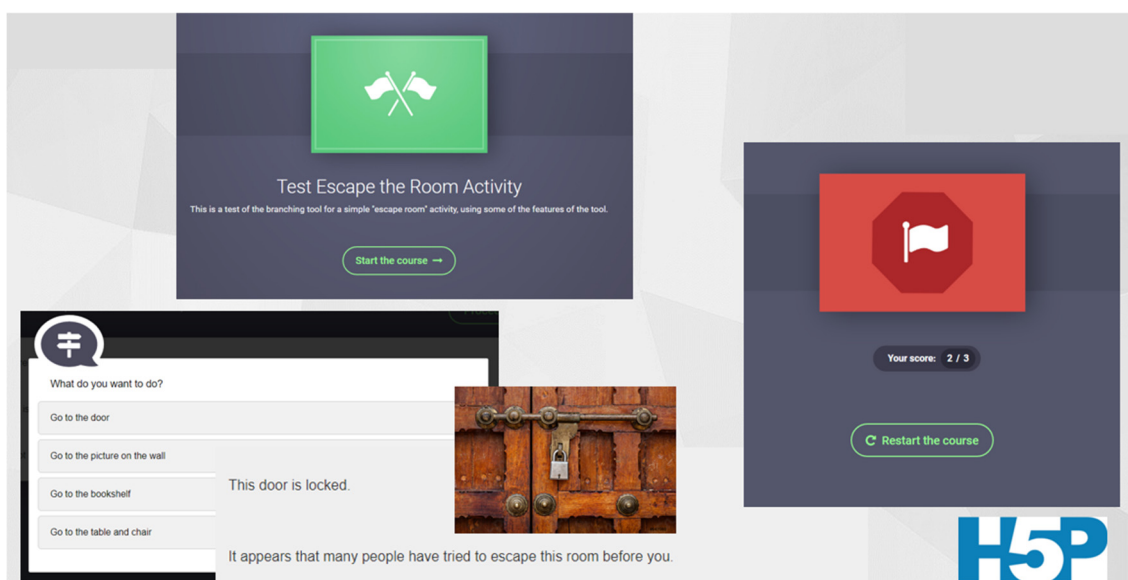 Test Escape the Room Activity
This is a test of the branching tool for a simple "escape room" activity, using some of the features of the tool.
Start the course →
Your score: 2 / 3
Restart the course
What do you want to do?
Go to the door
Go to the picture on the wall
Go to the bookshelf
Go to the table and chair
This door is locked.
It appears that many people have tried to escape this room before you.
H5P